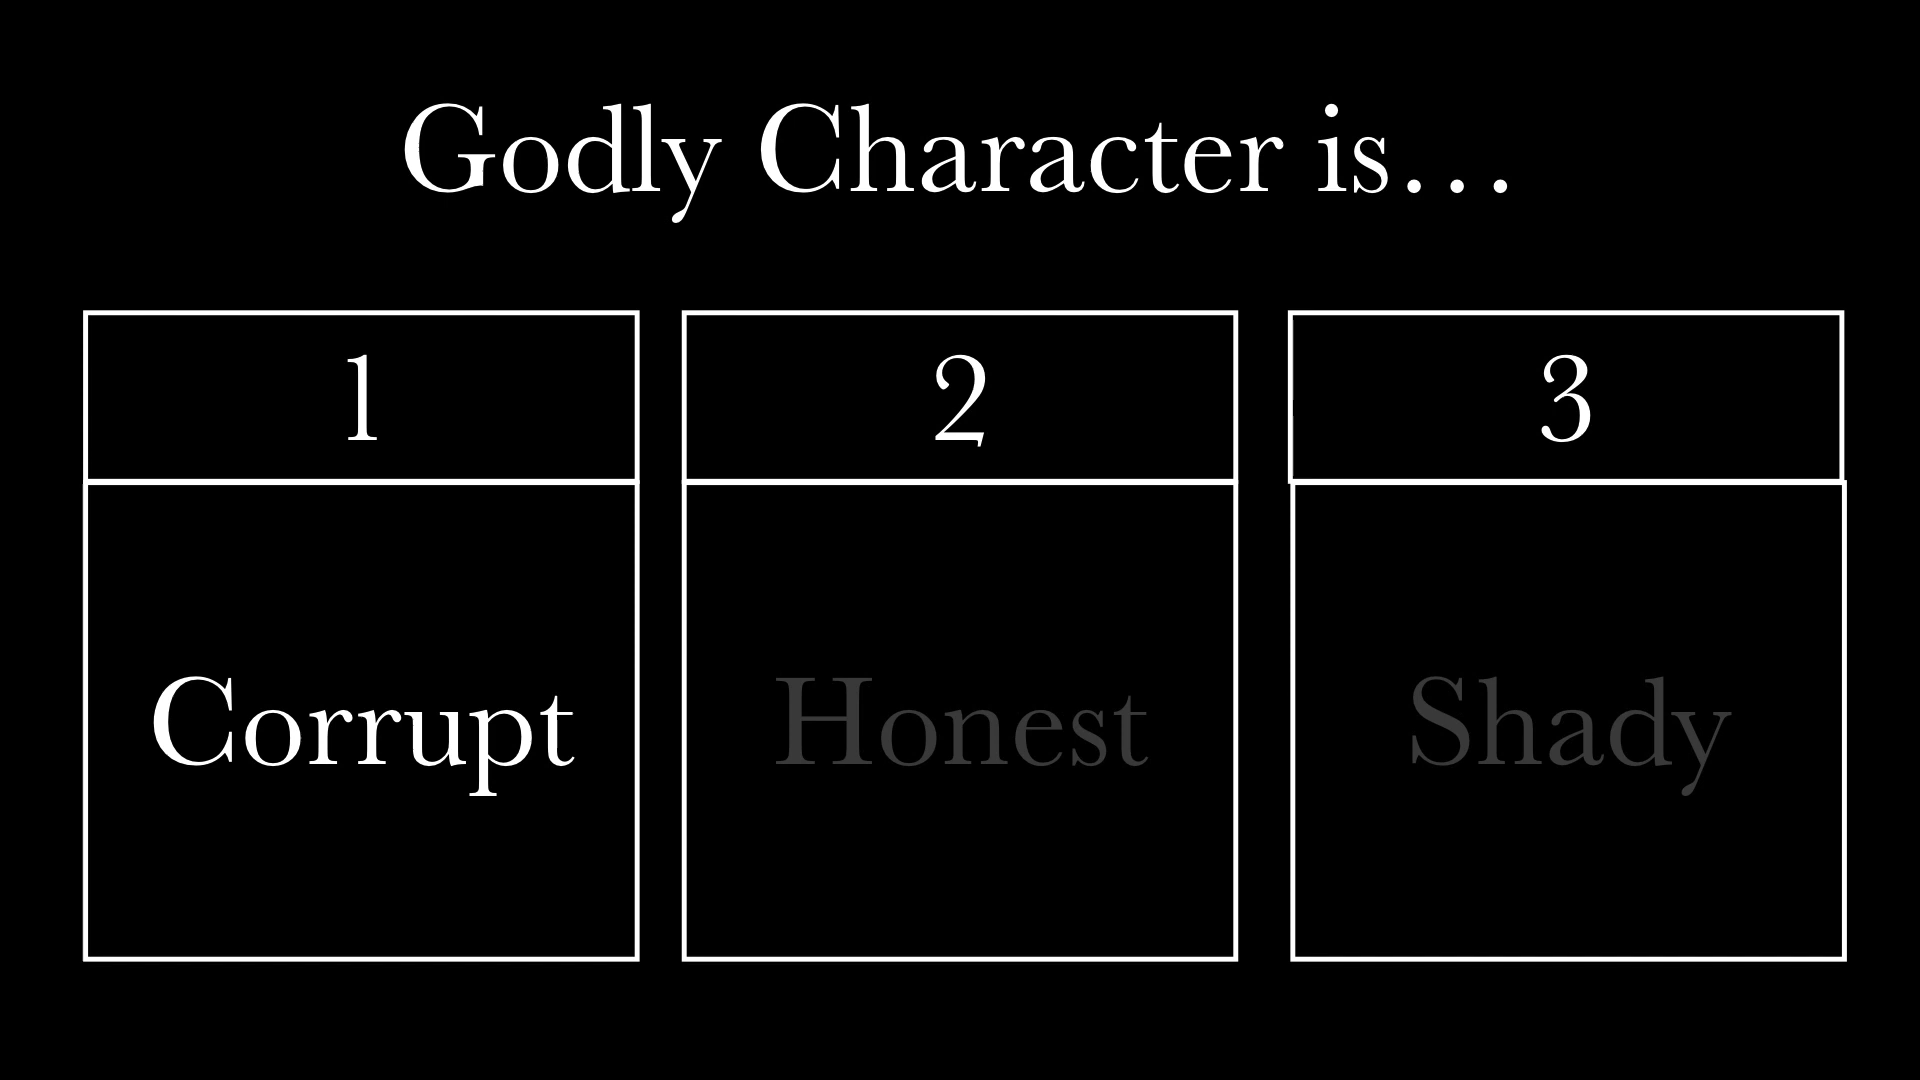 Godly Character is…
1
2
3
Corrupt
Honest
Shady